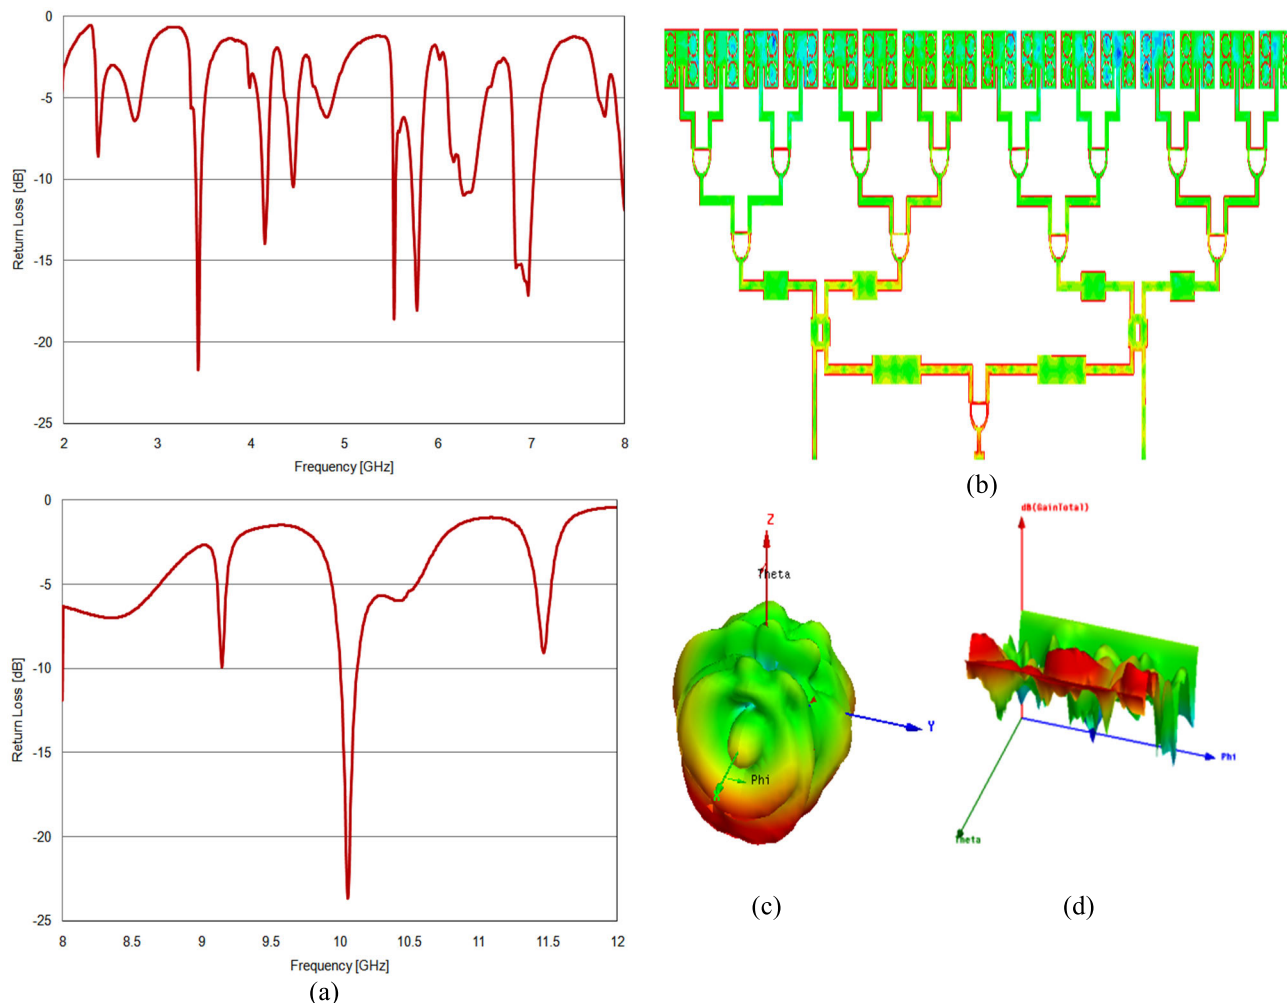 0
-5
-10
-15
-20
-25
Return Loss [dB]
2 3 4 5 6 7 8
Frequency [GHz]
(b)
0
-5
-10
-15
-20
-25
Return Loss [dB]
8 8.5 9 9.5 10 10.5 11 11.5 12
Frequency [GHz]
(a)
Z
Theta
Y
Phi
(c)
dB(GainTotal)
Phi
Theta
(d)